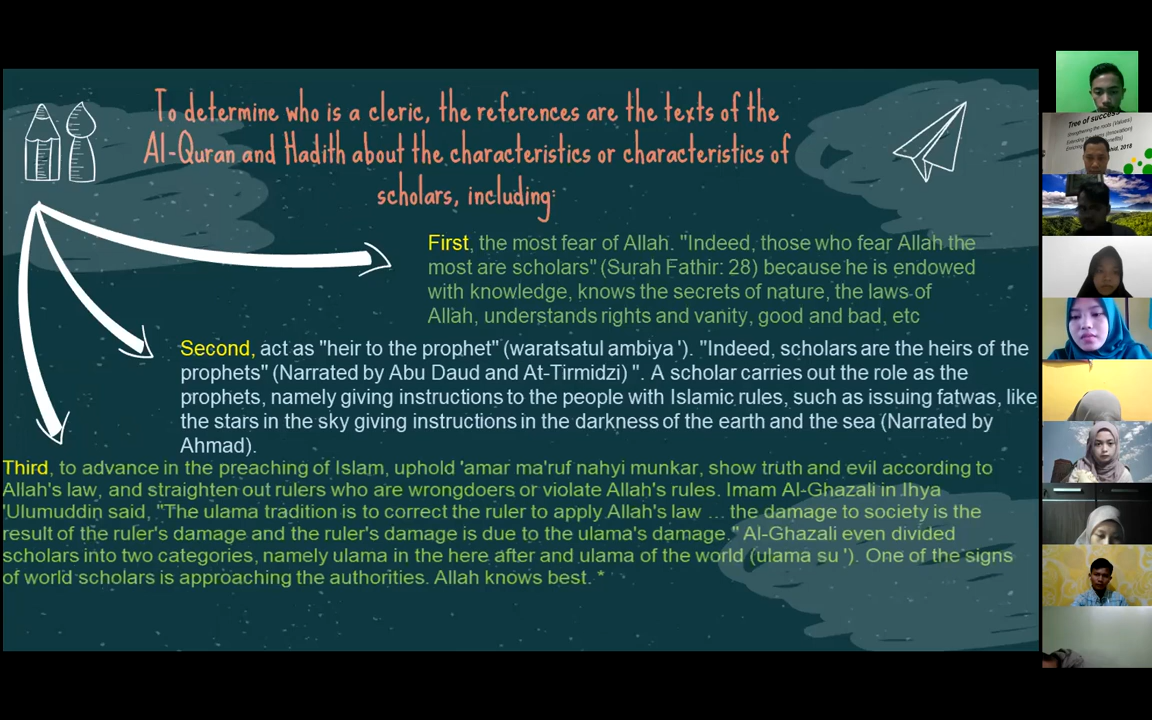 To determine who is a cleric, the references are the texts of the
Al-Quran and Hadith about the characteristics or characteristics of
scholars, including:
First, the most fear of Allah. "Indeed, those who fear Allah the
most are scholars" (Surah Fathir: 28) because he is endowed
with knowledge, knows the secrets of nature, the laws of
Allah, understands rights and vanity, good and bad, etc
Second, act as "heir to the prophet" (waratsatul ambiya '). "Indeed, scholars are the heirs of the
prophets" (Narrated by Abu Daud and At-Tirmidzi) ". A scholar carries out the role as the
prophets, namely giving instructions to the people with Islamic rules, such as issuing fatwas, like
the stars in the sky giving instructions in the darkness of the earth and the sea (Narrated by
Ahmad).
Third, to advance in the preaching of Islam, uphold 'amar ma'ruf nahyi munkar, show truth and evil according to
Allah's law, and straighten out rulers who are wrongdoers or violate Allah's rules. Imam Al-Ghazali in Ihya
'Ulumuddin said, "The ulama tradition is to correct the ruler to apply Allah's law ... the damage to society is the
result of the ruler's damage and the ruler's damage is due to the ulama's damage." Al-Ghazali even divided
scholars into two categories, namely ulama in the here after and ulama of the world (ulama su '). One of the signs
of world scholars is approaching the authorities. Allah knows best. *
Tree of success
Strengthening the roots (Values)
(Innovation)
2018